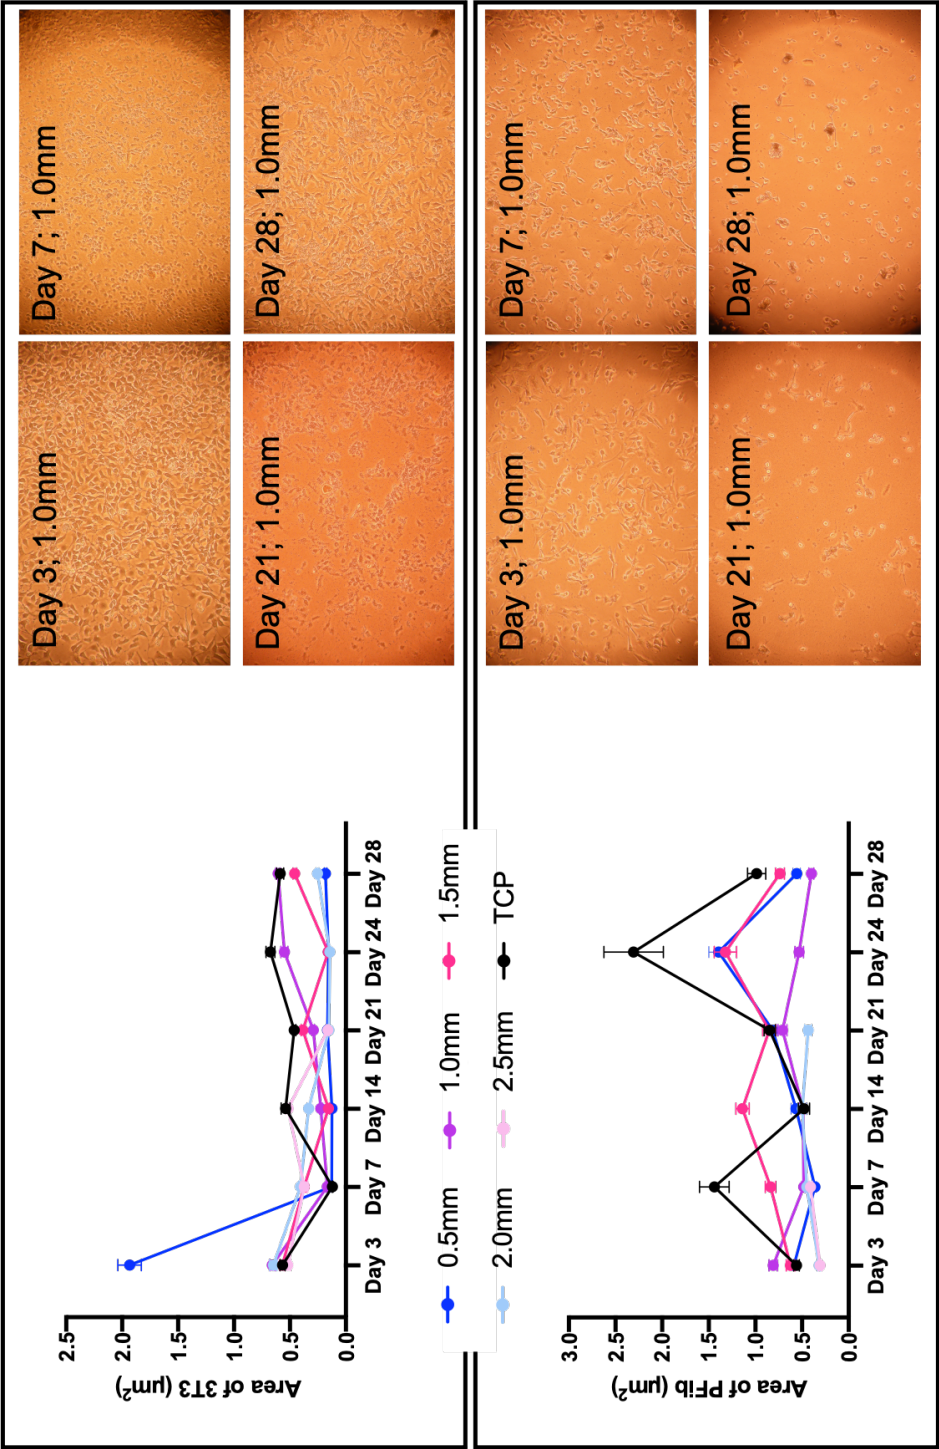 Area of 3T3 (μm²)
2.5
2.0
1.5
1.0
0.5
0.0
Day 3
Day 7
Day 14
Day 21
Day 24
Day 28
Day 3; 1.0mm
Day 7; 1.0mm
Day 21; 1.0mm
Day 28; 1.0mm
0.5mm
1.0mm
1.5mm
2.0mm
2.5mm
TCP
Area of PFib (μm²)
3.0
2.5
2.0
1.5
1.0
0.5
0.0
Day 3
Day 7
Day 14
Day 21
Day 24
Day 28
Day 3; 1.0mm
Day 7; 1.0mm
Day 21; 1.0mm
Day 28; 1.0mm